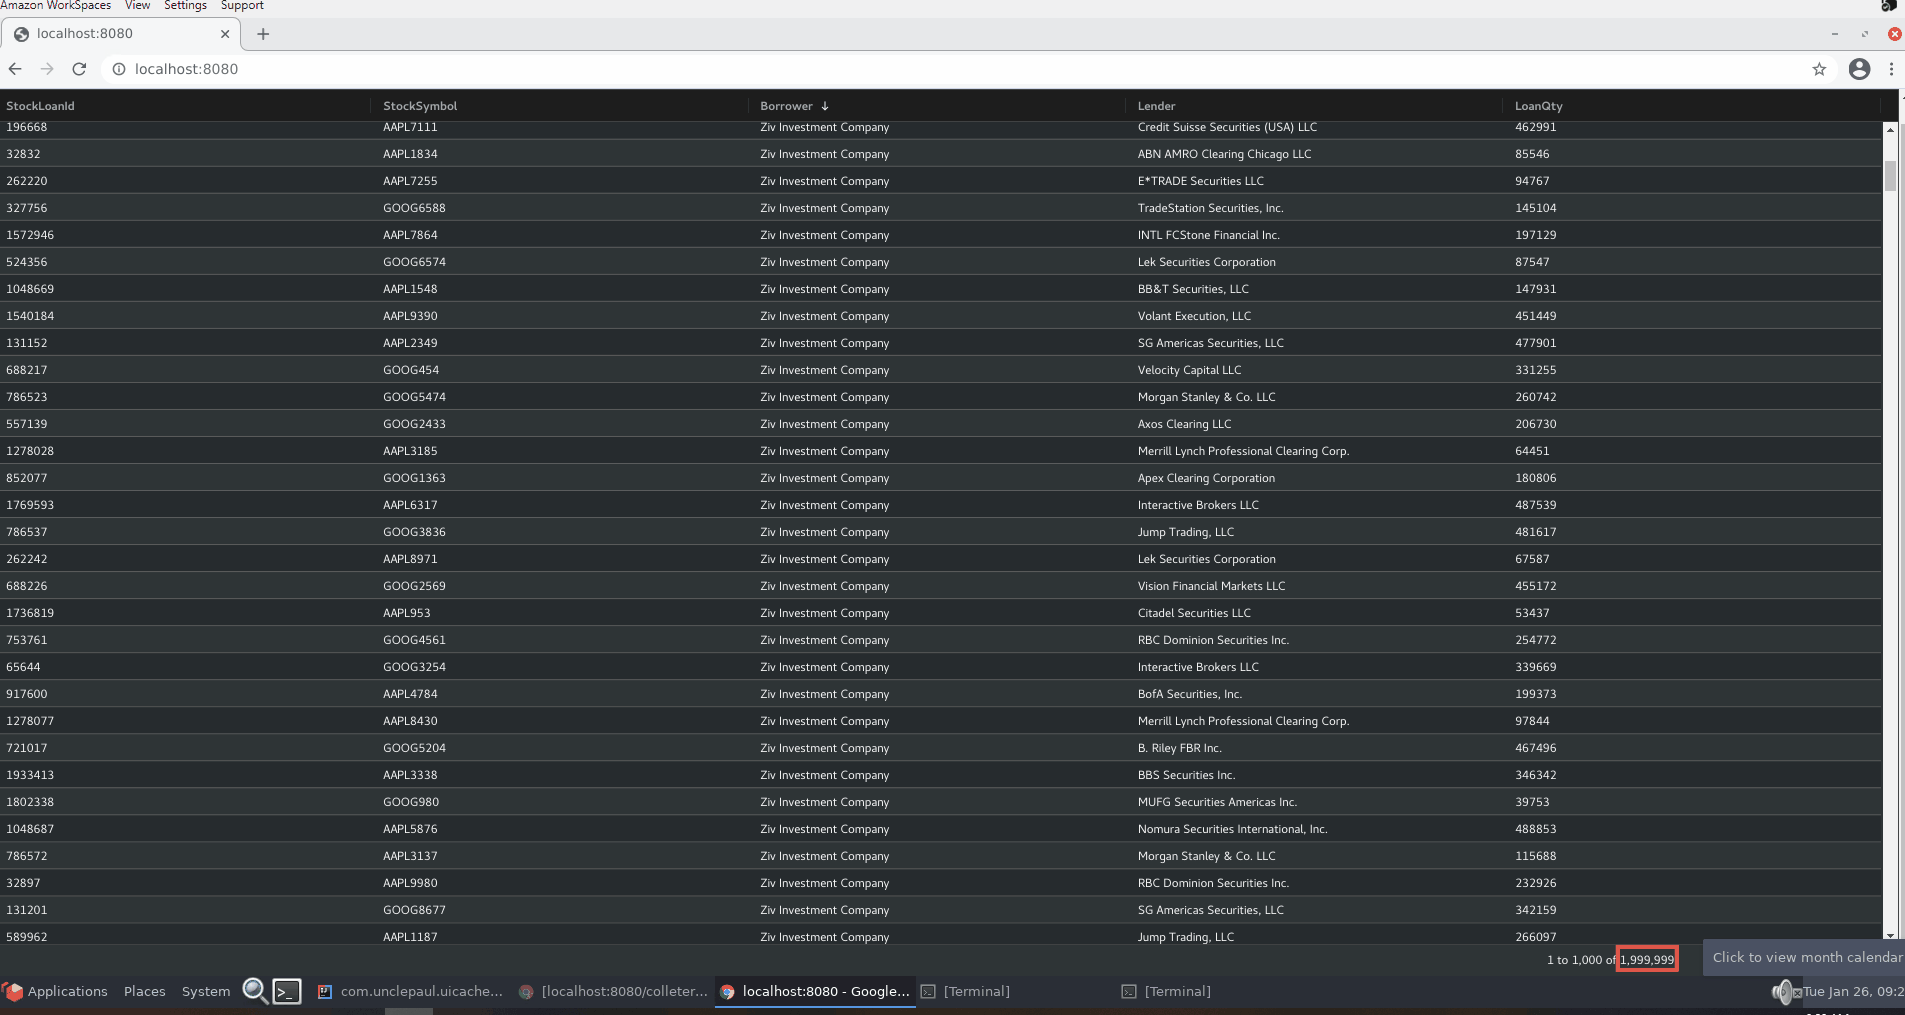 Amazon WorkSpaces View Settings Support
localhost:8080
localhost:8080
StockLoanId StockSymbol Borrower ↓ Lender LoanQty
196668 AAPL7111 Ziv Investment Company Credit Suisse Securities (USA) LLC 462991
32832 AAPL1834 Ziv Investment Company ABN AMRO Clearing Chicago LLC 85546
262220 AAPL7255 Ziv Investment Company E*TRADE Securities LLC 94767
327756 GOOG6588 Ziv Investment Company TradeStation Securities, Inc. 145104
1572946 AAPL7864 Ziv Investment Company INTL FCStone Financial Inc. 197129
524356 GOOG6574 Ziv Investment Company Lek Securities Corporation 87547
1048669 AAPL1548 Ziv Investment Company BB&T Securities, LLC 147931
1540184 AAPL9390 Ziv Investment Company Volant Execution, LLC 451449
131152 AAPL2349 Ziv Investment Company SG Americas Securities, LLC 477901
688217 GOOG454 Ziv Investment Company Velocity Capital LLC 331255
786523 GOOG5474 Ziv Investment Company Morgan Stanley & Co. LLC 260742
557139 GOOG2433 Ziv Investment Company Axos Clearing LLC 206730
1278028 AAPL3185 Ziv Investment Company Merrill Lynch Professional Clearing Corp. 64451
852077 GOOG1363 Ziv Investment Company Apex Clearing Corporation 180806
1769593 AAPL6317 Ziv Investment Company Interactive Brokers LLC 487539
786537 GOOG3836 Ziv Investment Company Jump Trading, LLC 481617
262242 AAPL8971 Ziv Investment Company Lek Securities Corporation 67587
688226 GOOG2569 Ziv Investment Company Vision Financial Markets LLC 455172
1736819 AAPL953 Ziv Investment Company Citadel Securities LLC 53437
753761 GOOG4561 Ziv Investment Company RBC Dominion Securities Inc. 254772
65644 GOOG3254 Ziv Investment Company Interactive Brokers LLC 339669
917600 AAPL4784 Ziv Investment Company BofA Securities, Inc. 199373
1278077 AAPL8430 Ziv Investment Company Merrill Lynch Professional Clearing Corp. 97844
721017 GOOG5204 Ziv Investment Company B. Riley FBR Inc. 467496
1933413 AAPL3338 Ziv Investment Company BBS Securities Inc. 346342
1802338 GOOG980 Ziv Investment Company MUFG Securities Americas Inc. 39753
1048687 AAPL5876 Ziv Investment Company Nomura Securities International, Inc. 488853
786572 AAPL3137 Ziv Investment Company Morgan Stanley & Co. LLC 115688
32897 AAPL9980 Ziv Investment Company RBC Dominion Securities Inc. 232926
131201 GOOG8677 Ziv Investment Company SG Americas Securities, LLC 342159
589962 AAPL1187 Ziv Investment Company Jump Trading, LLC 266097
1 to 1,000 of 1,999,999
Click to view month calendar
Applications Places System com.unclepaul.uicache... [localhost:8080/colleter... localhost:8080 - Google... [Terminal] [Terminal] Tue Jan 26, 09:2